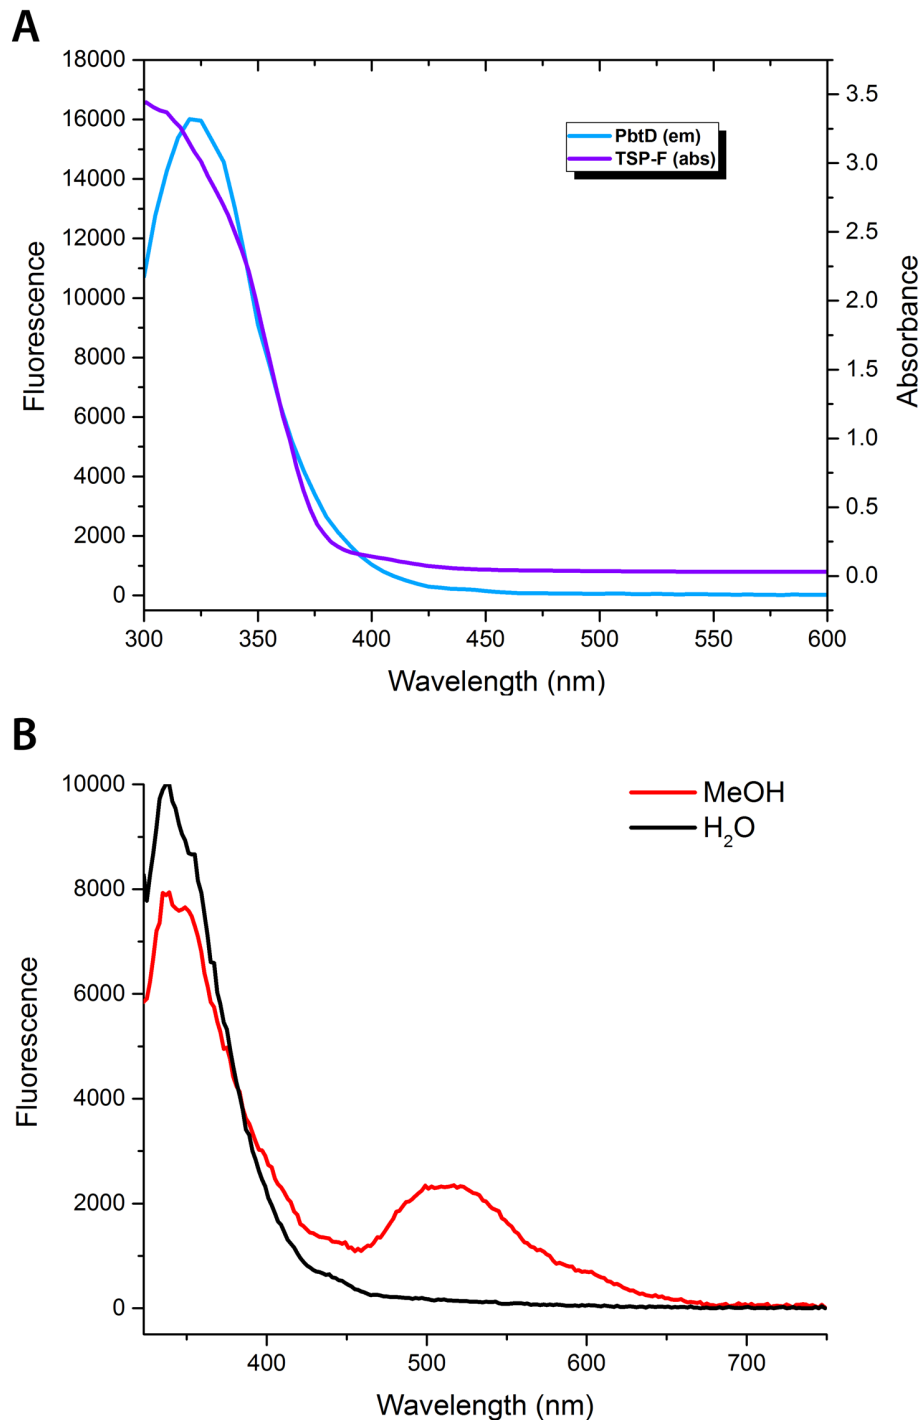 A
18000
16000
14000
12000
10000
8000
6000
4000
2000
0
Fluorescence
3.5
3.0
2.5
2.0
1.5
1.0
0.5
0.0
Absorbance
PbtD (em)
TSP-F (abs)
300 350 400 450 500 550 600
Wavelength (nm)
B
10000
8000
6000
4000
2000
0
Fluorescence
MeOH
H₂O
400 500 600 700
Wavelength (nm)